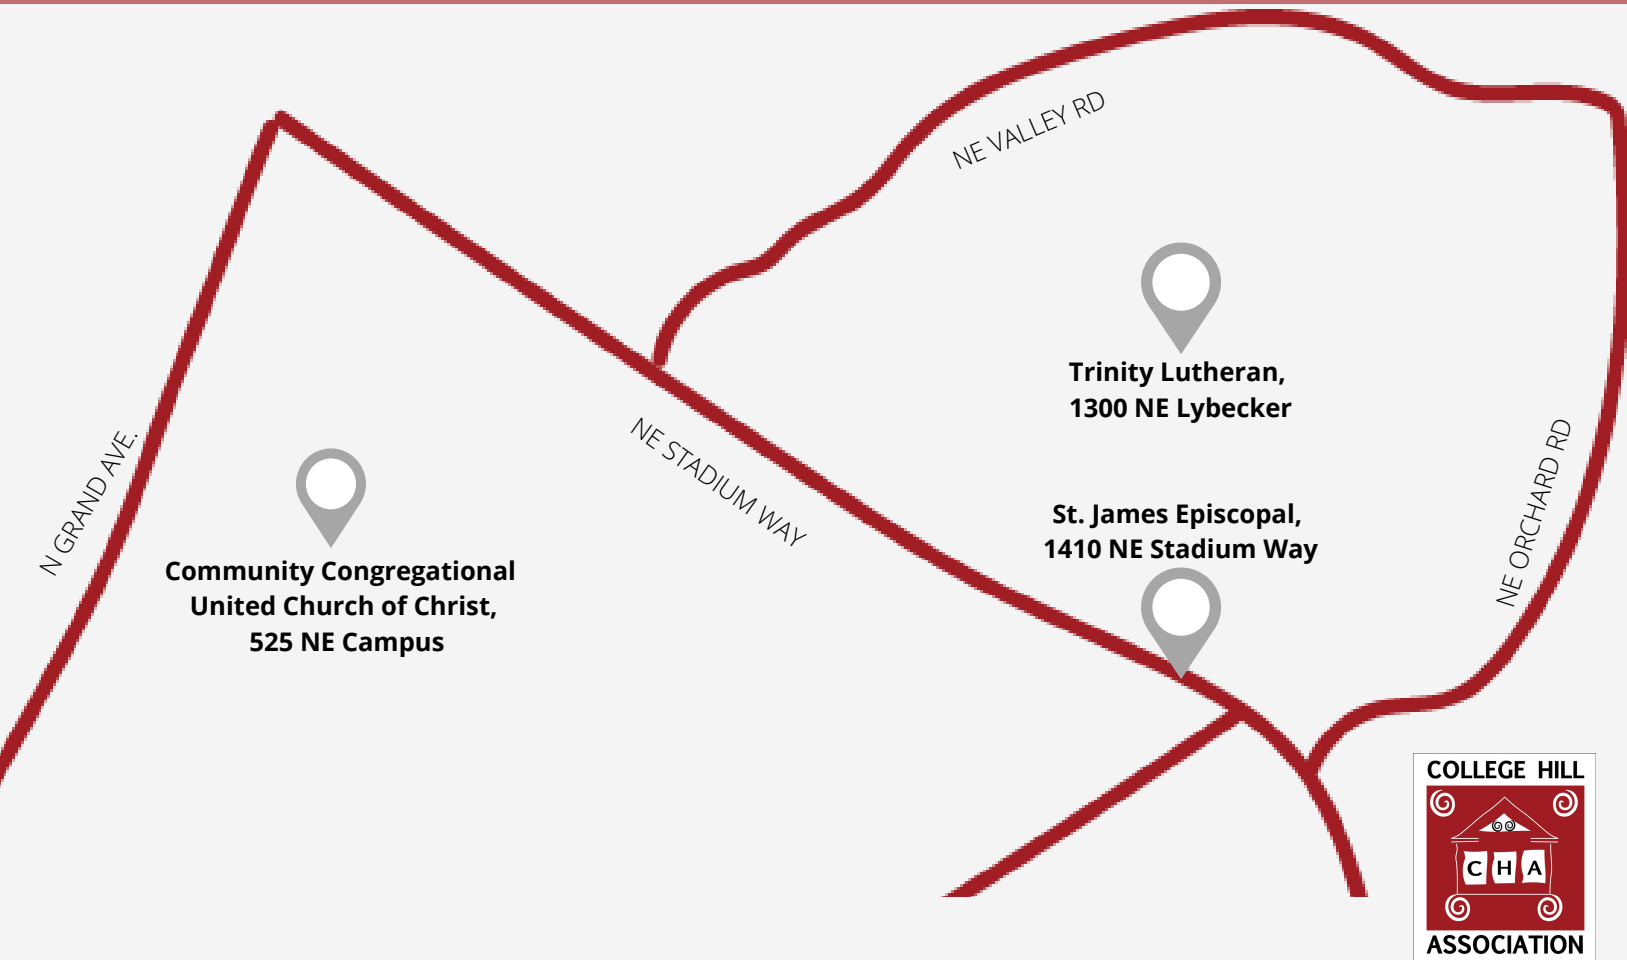 NE VALLEY RD
Trinity Lutheran,
1300 NE Lybecker
N GRAND AVE.
NE STADIUM WAY
NE ORCHARD RD
St. James Episcopal,
1410 NE Stadium Way
Community Congregational
United Church of Christ,
525 NE Campus
COLLEGE HILL
C H A
ASSOCIATION